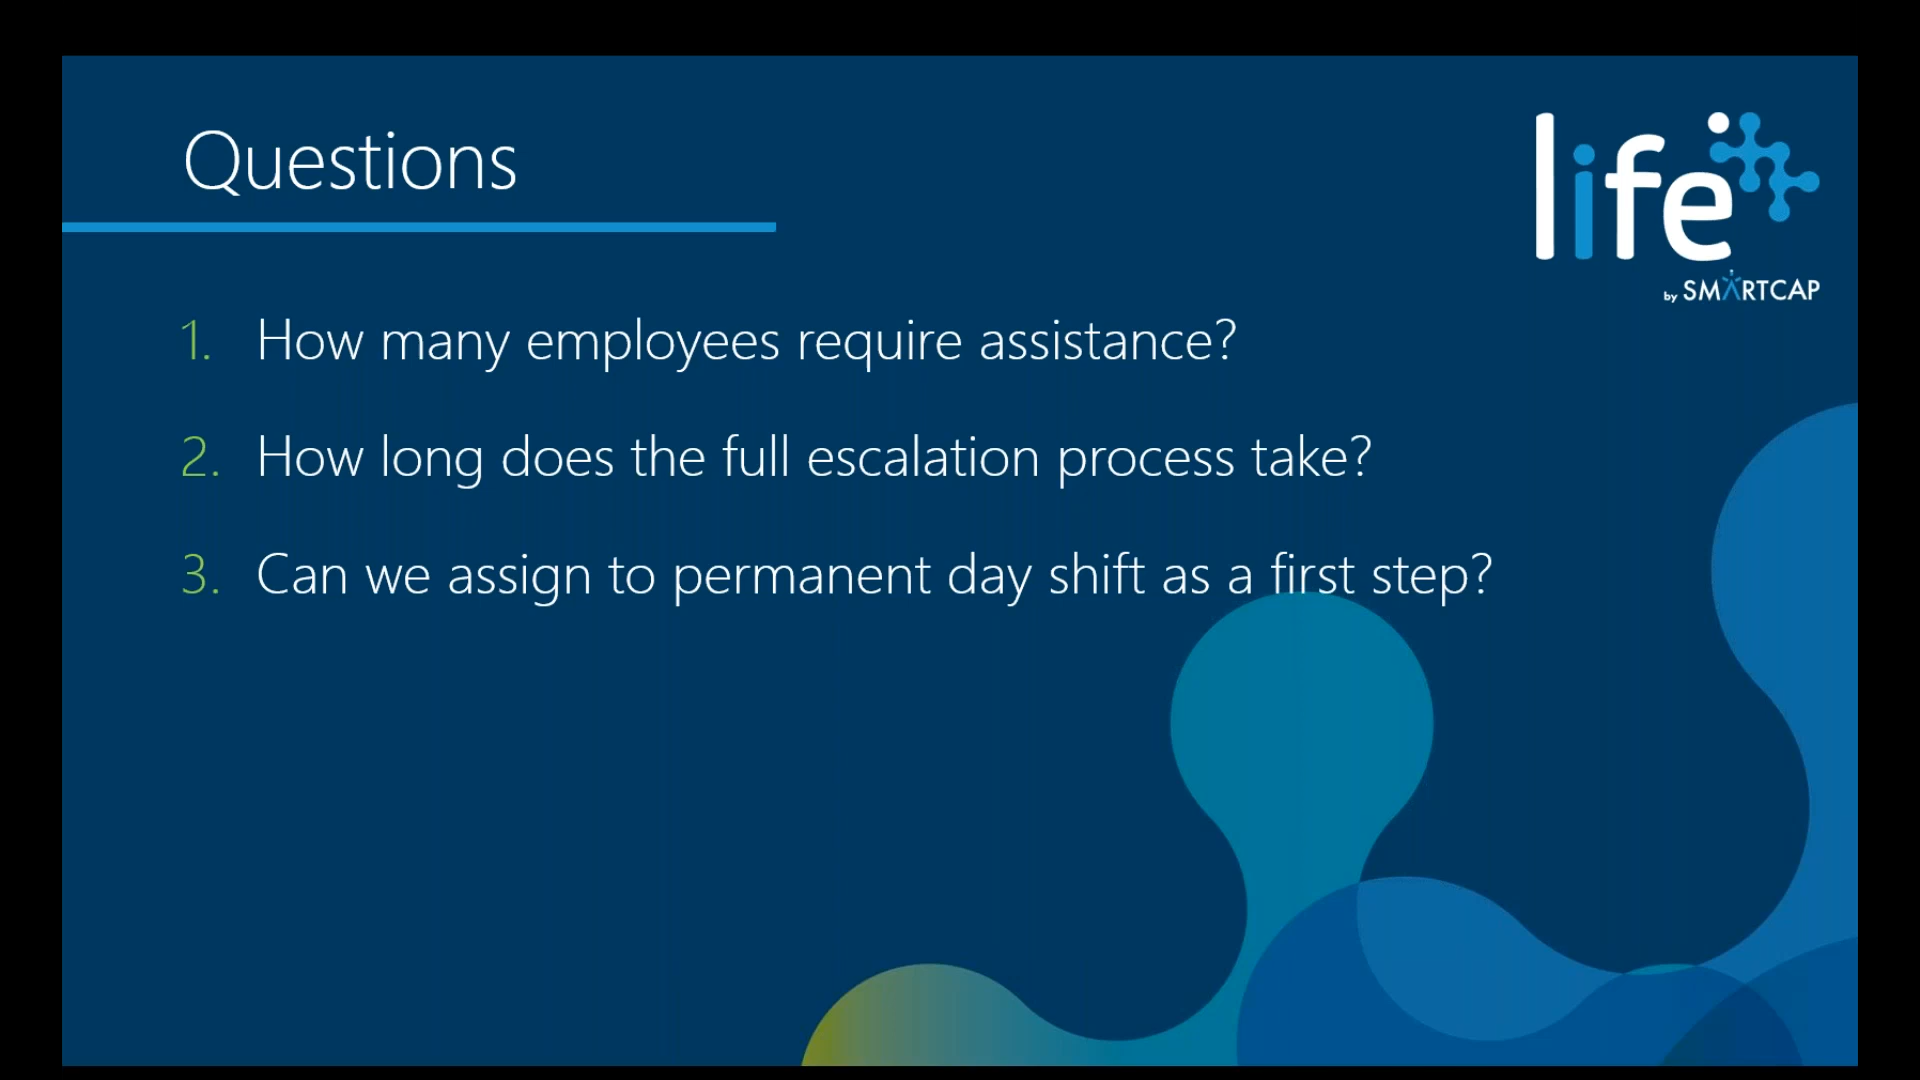 Questions
life
by SMARTCAP
1. How many employees require assistance?
2. How long does the full escalation process take?
3. Can we assign to permanent day shift as a first step?